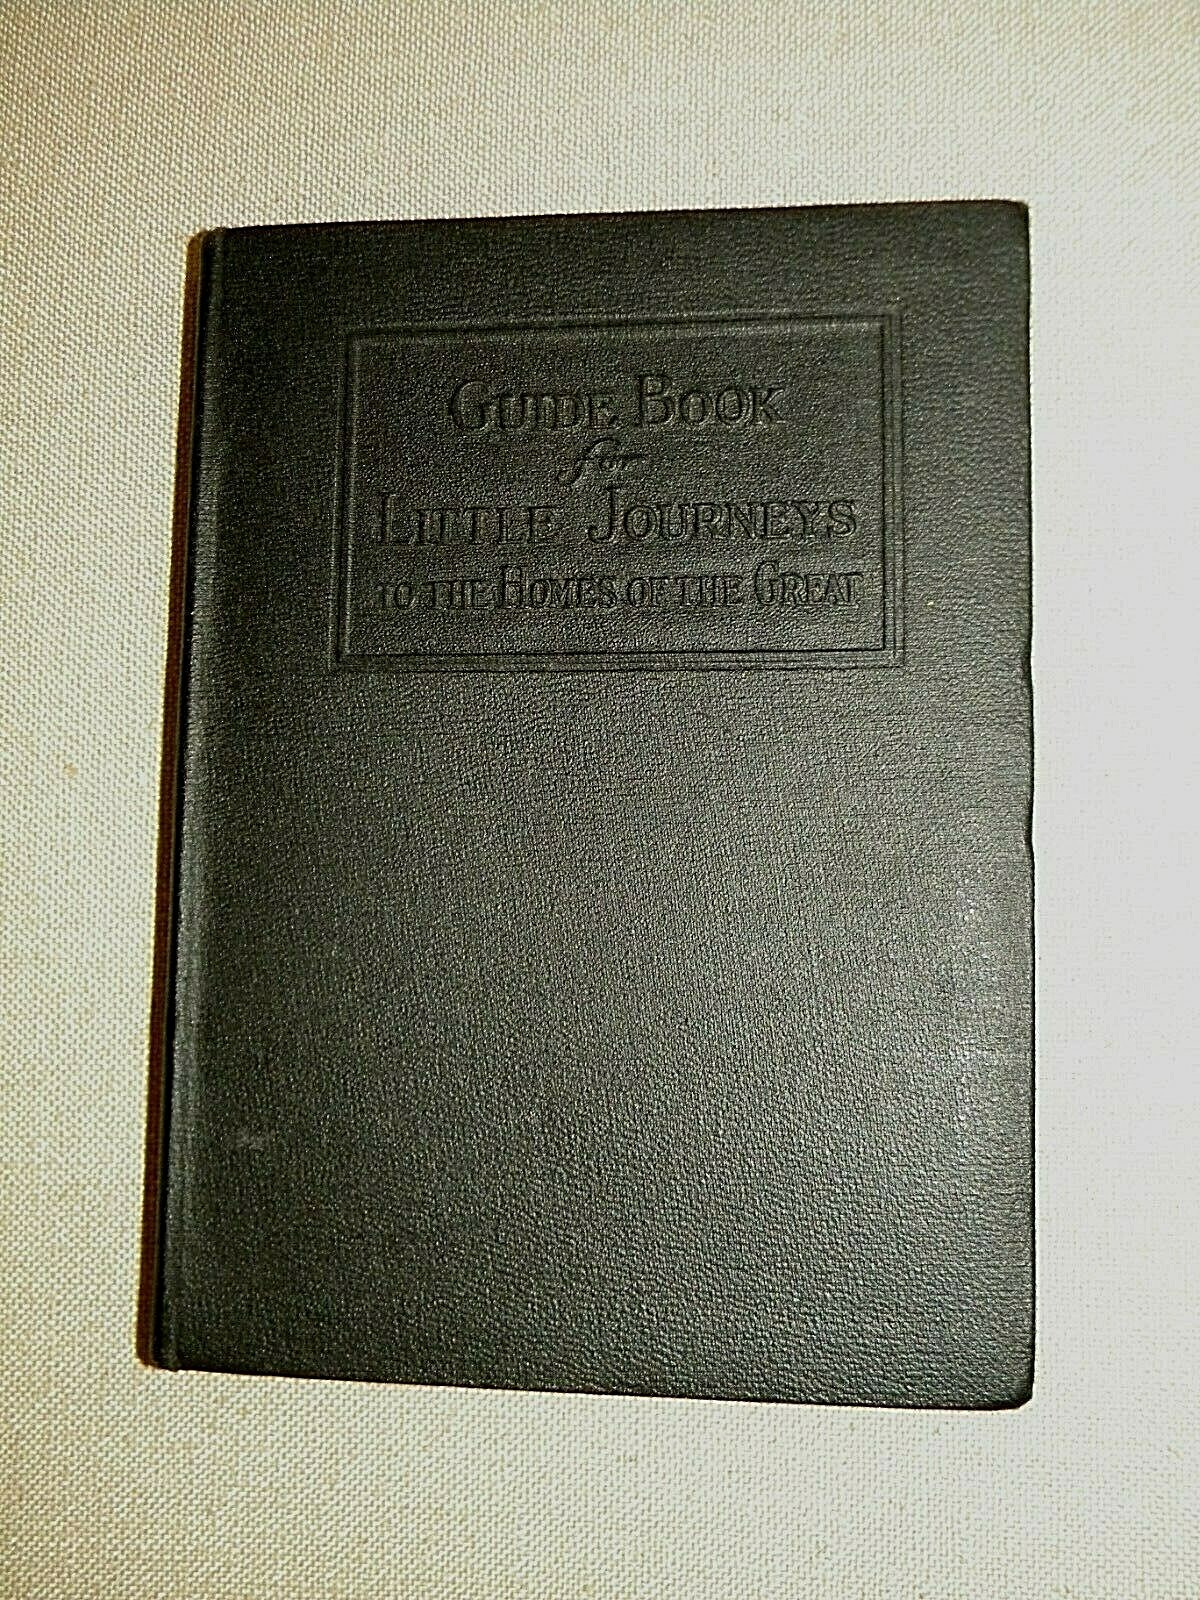 GUIDE BOOK
for
LITTLE JOURNEYS
TO THE HOMES OF THE GREAT